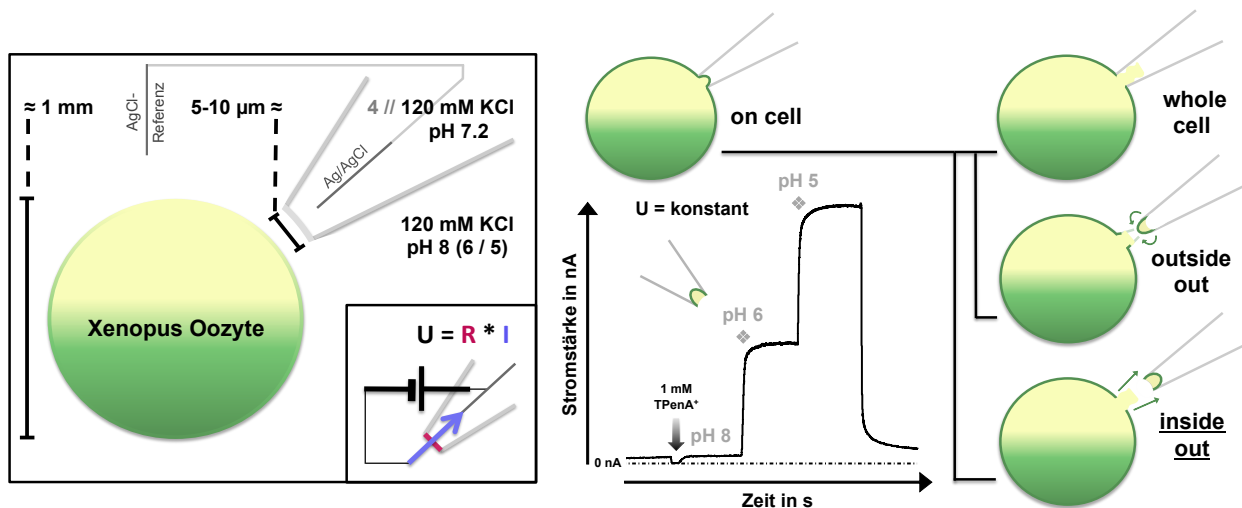 ≈ 1 mm
AgCl-
Referenz
5-10 µm ≈
4 // 120 mM KCl
pH 7.2
Ag/AgCl
120 mM KCl
pH 8 (6 / 5)
Xenopus Oozyte
U = R * I
on cell
whole
cell
outside
out
inside
out
Stromstärke in nA
U = konstant
pH 5
pH 6
1 mM
TPenA⁺
pH 8
0 nA
Zeit in s